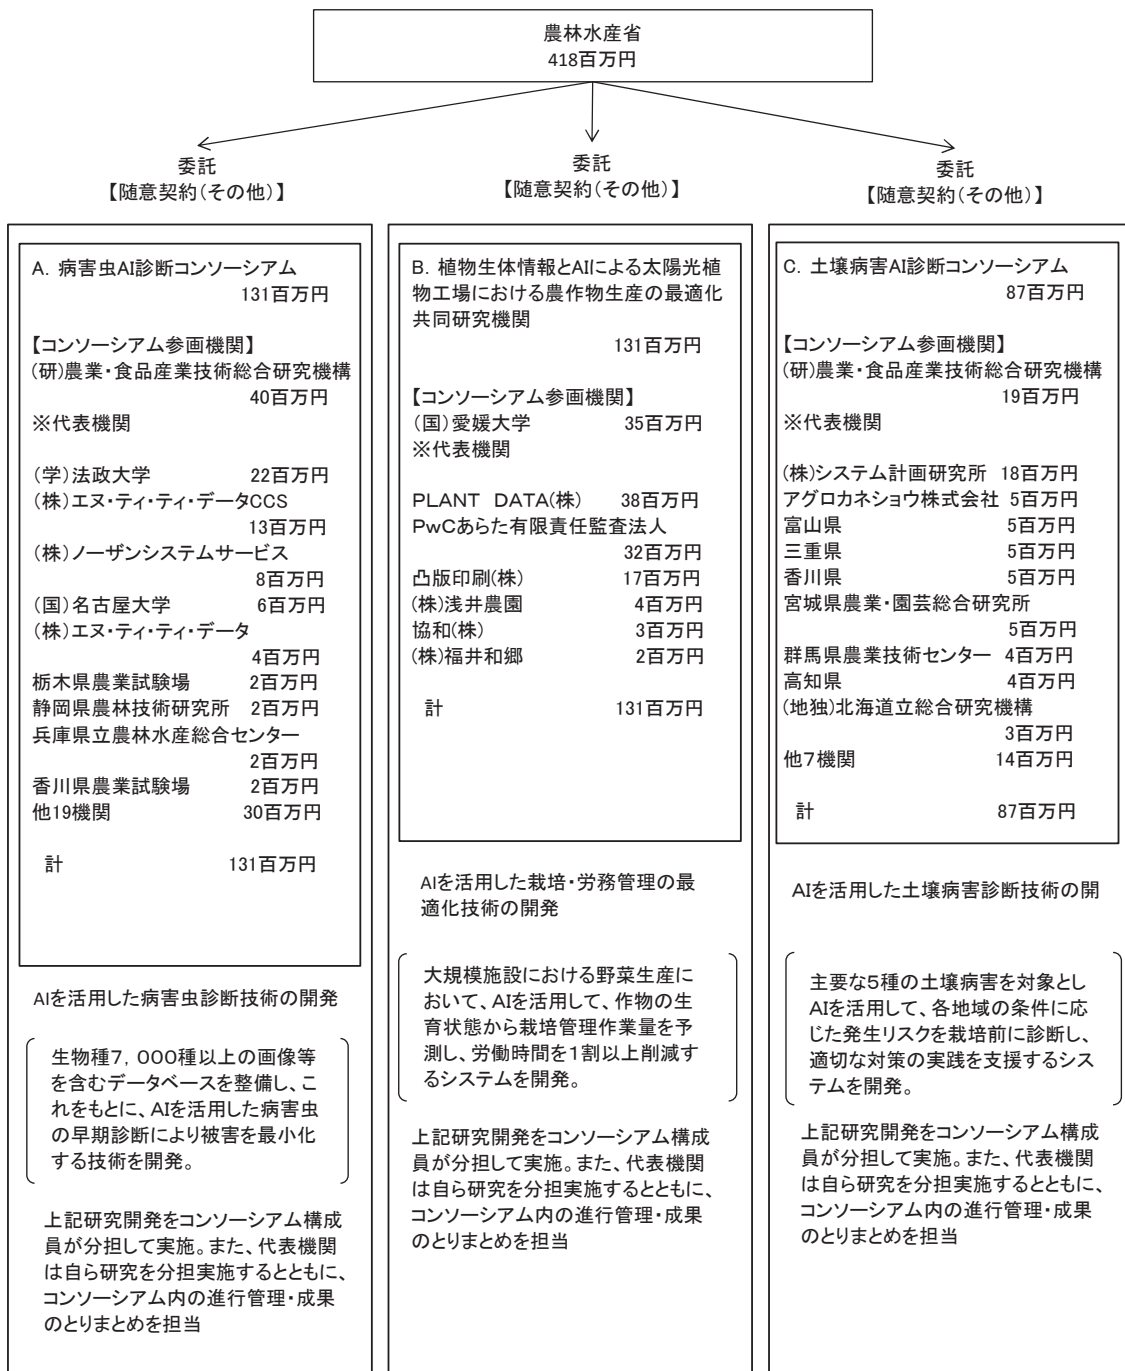 農林水産省
418百万円
委託
【随意契約(その他)】
委託
【随意契約(その他)】
委託
【随意契約(その他)】
A. 病害虫AI診断コンソーシアム
131百万円
【コンソーシアム参画機関】
(研)農業・食品産業技術総合研究機構
40百万円
※代表機関
(学)法政大学 22百万円
(株)エヌ・ティ・ティ・データCCS
13百万円
(株)ノーザンシステムサービス
8百万円
(国)名古屋大学 6百万円
(株)エヌ・ティ・ティ・データ
4百万円
栃木県農業試験場 2百万円
静岡県農林技術研究所 2百万円
兵庫県立農林水産総合センター
2百万円
香川県農業試験場 2百万円
他19機関 30百万円
計 131百万円
AIを活用した病害虫診断技術の開発
生物種7,000種以上の画像等
を含むデータベースを整備し、こ
れをもとに、AIを活用した病害虫
の早期診断により被害を最小化
する技術を開発。
上記研究開発をコンソーシアム構成
員が分担して実施。また、代表機関
は自ら研究を分担実施するとともに、
コンソーシアム内の進行管理・成果
のとりまとめを担当
B. 植物生体情報とAIによる太陽光植
物工場における農作物生産の最適化
共同研究機関
131百万円
【コンソーシアム参画機関】
(国)愛媛大学 35百万円
※代表機関
PLANT DATA(株) 38百万円
PwCあらた有限責任監査法人
32百万円
凸版印刷(株) 17百万円
(株)浅井農園 4百万円
協和(株) 3百万円
(株)福井和郷 2百万円
計 131百万円
AIを活用した栽培・労務管理の最
適化技術の開発
大規模施設における野菜生産に
おいて、AIを活用して、作物の生
育状態から栽培管理作業量を予
測し、労働時間を1割以上削減す
るシステムを開発。
上記研究開発をコンソーシアム構成
員が分担して実施。また、代表機関
は自ら研究を分担実施するとともに、
コンソーシアム内の進行管理・成果
のとりまとめを担当
C. 土壌病害AI診断コンソーシアム
87百万円
【コンソーシアム参画機関】
(研)農業・食品産業技術総合研究機構
19百万円
※代表機関
(株)システム計画研究所 18百万円
アグロカネショウ株式会社 5百万円
富山県 5百万円
三重県 5百万円
香川県 5百万円
宮城県農業・園芸総合研究所
5百万円
群馬県農業技術センター 4百万円
高知県 4百万円
(地独)北海道立総合研究機構
3百万円
他7機関 14百万円
計 87百万円
AIを活用した土壌病害診断技術の開
主要な5種の土壌病害を対象とし
AIを活用して、各地域の条件に応
じた発生リスクを栽培前に診断し、
適切な対策の実践を支援するシス
テムを開発。
上記研究開発をコンソーシアム構成
員が分担して実施。また、代表機関
は自ら研究を分担実施するとともに、
コンソーシアム内の進行管理・成果
のとりまとめを担当